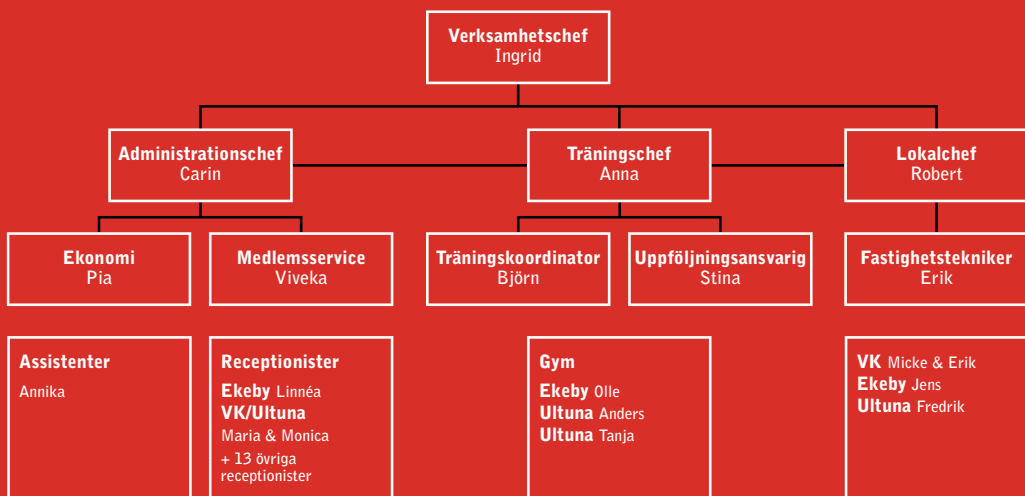 Verksamhetschef
Ingrid
Administrationschef
Carin
Träningschef
Anna
Lokalchef
Robert
Ekonomi
Pia
Medlemsservice
Viveka
Träningskoordinator
Björn
Uppföljningsansvarig
Stina
Fastighetstekniker
Erik
Assistenter
Annika
Receptionister
Ekeby Linnéa
VK/Ultuna
Maria & Monica
+ 13 övriga
receptionister
Gym
Ekeby Olle
Ultuna Anders
Ultuna Tanja
VK Micke & Erik
Ekeby Jens
Ultuna Fredrik